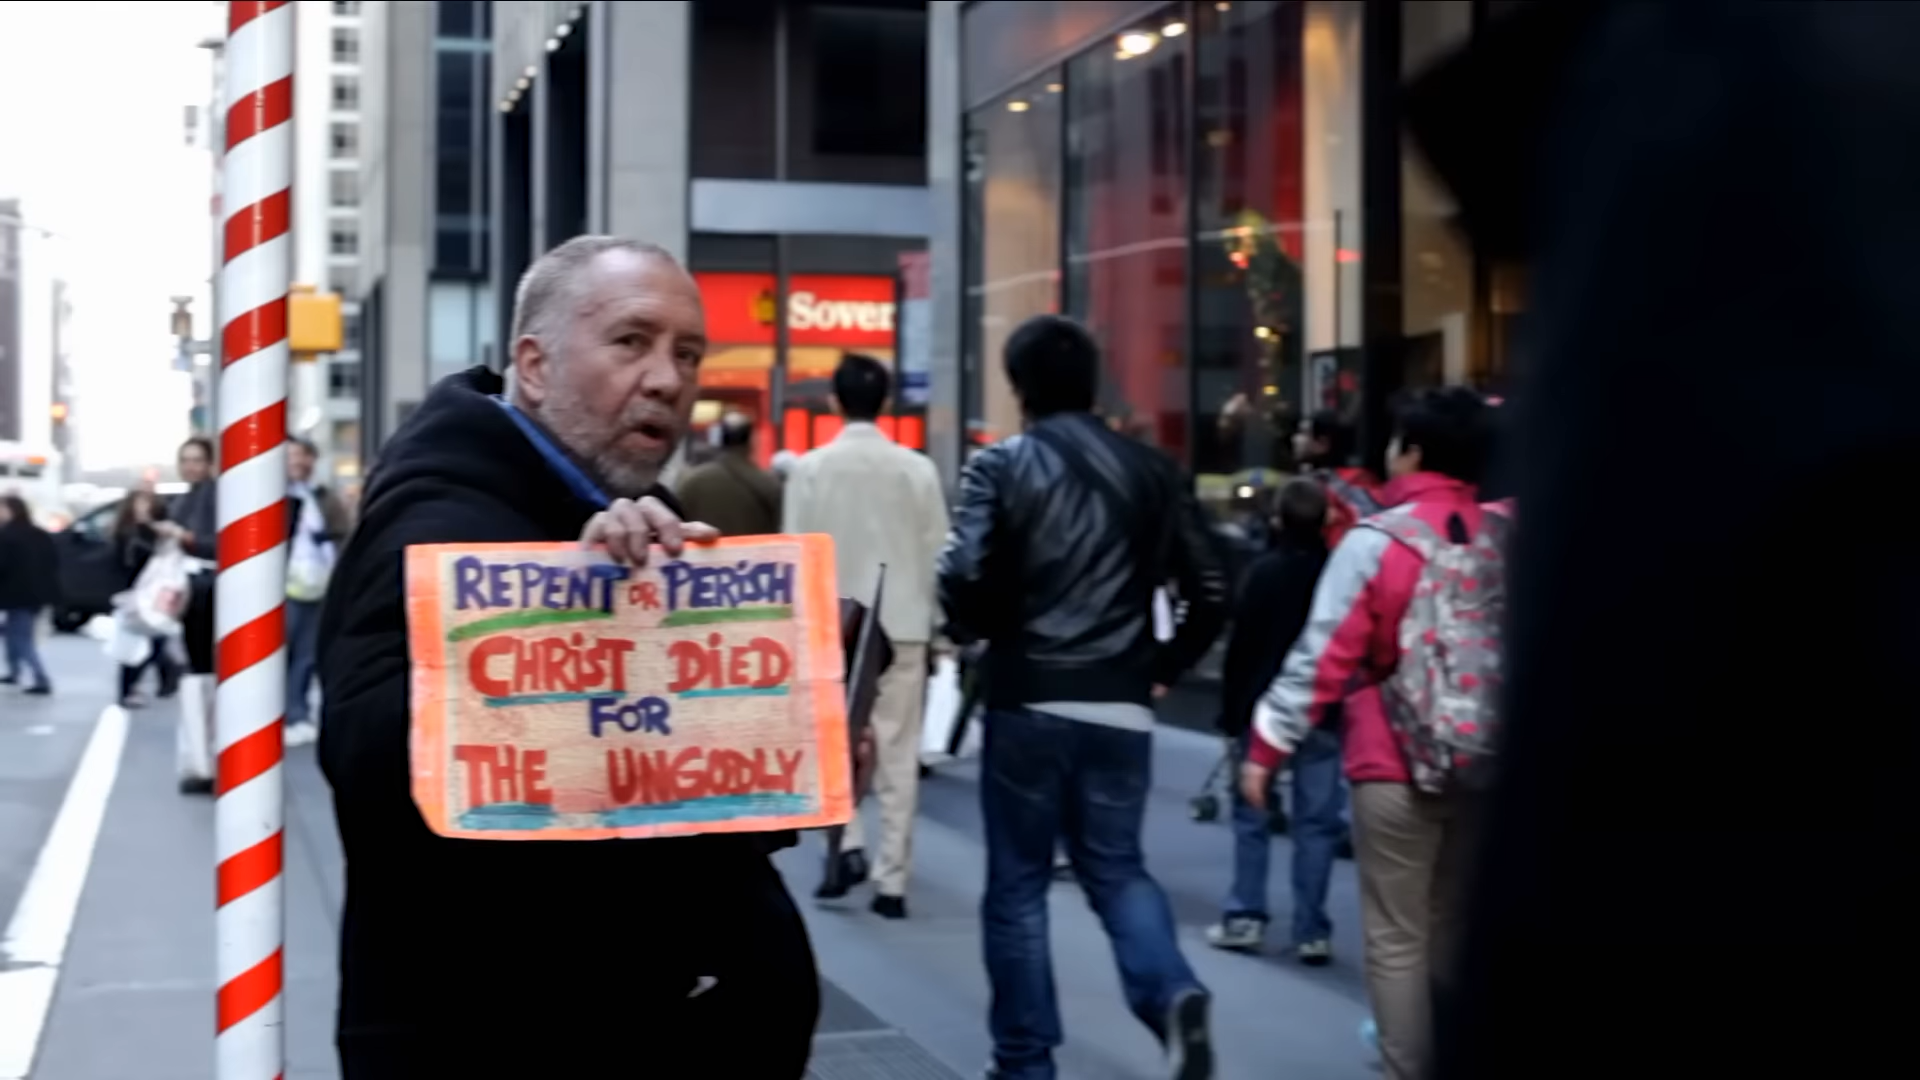 Sover
REPENT OR PERiSH
CHRiST DiED
FOR
THE UNGODLY